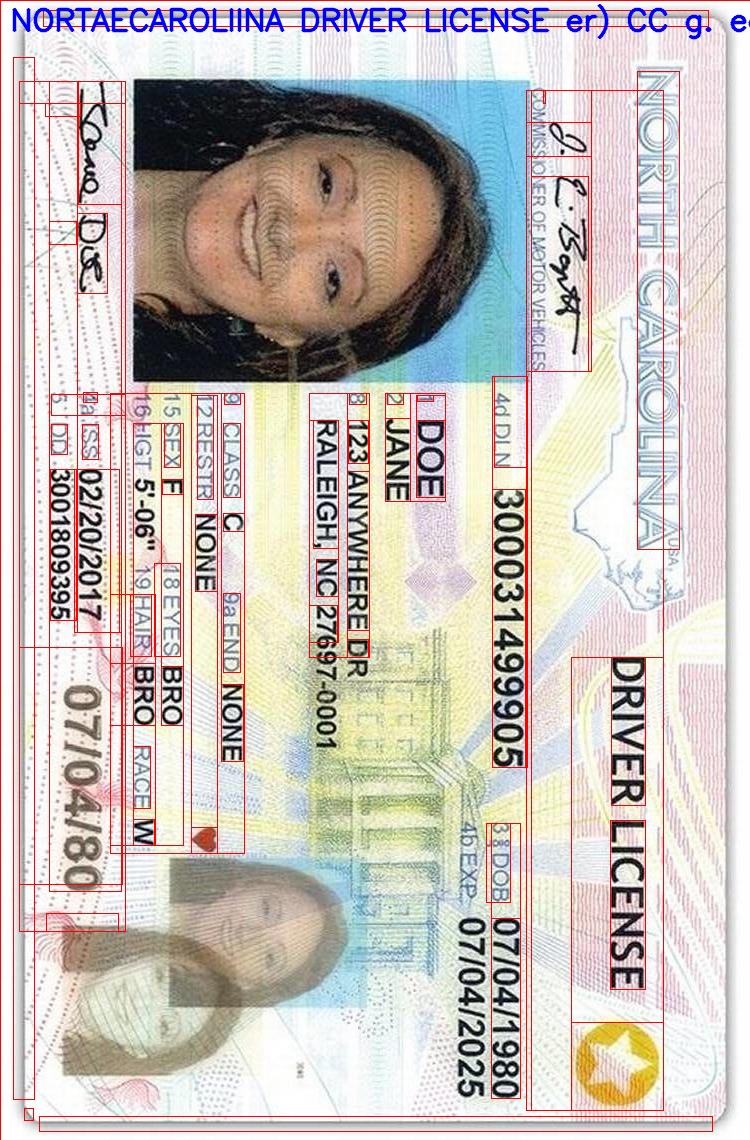 NORTAECAROLIINA DRIVER LICENSE er) CC g.
NORTH CAROLINA
USA
DRIVER LICENSE
COMMISSIONER OF MOTOR VEHICLES
4d DLN 300031499905
3 DOB 07/04/1980
4b EXP 07/04/2025
1 DOE
2 JANE
8 123 ANYWHERE DR
RALEIGH, NC 27697-0001
9 CLASS C 9a END NONE
12 RESTR NONE
15 SEX F 18 EYES BRO
16 HGT 5'-06" 19 HAIR BRO RACE W
4a ISS 02/20/2017
5 DD 3001809395
07/04/80
Jane Doe